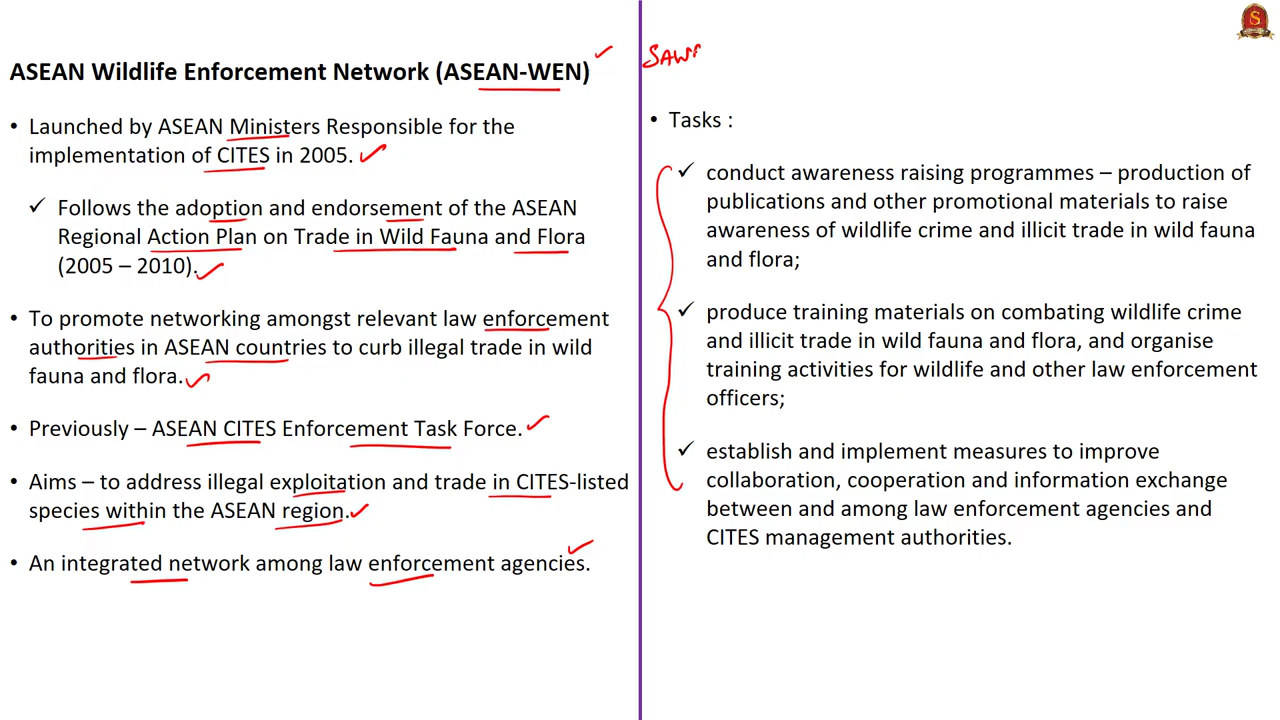 ASEAN Wildlife Enforcement Network (ASEAN-WEN)
• Launched by ASEAN Ministers Responsible for the
implementation of CITES in 2005.
✓ Follows the adoption and endorsement of the ASEAN
Regional Action Plan on Trade in Wild Fauna and Flora
(2005 – 2010).
• To promote networking amongst relevant law enforcement
authorities in ASEAN countries to curb illegal trade in wild
fauna and flora.
• Previously – ASEAN CITES Enforcement Task Force.
• Aims – to address illegal exploitation and trade in CITES-listed
species within the ASEAN region.
• An integrated network among law enforcement agencies.
• Tasks :
✓ conduct awareness raising programmes – production of
publications and other promotional materials to raise
awareness of wildlife crime and illicit trade in wild fauna
and flora;
✓ produce training materials on combating wildlife crime
and illicit trade in wild fauna and flora, and organise
training activities for wildlife and other law enforcement
officers;
✓ establish and implement measures to improve
collaboration, cooperation and information exchange
between and among law enforcement agencies and
CITES management authorities.